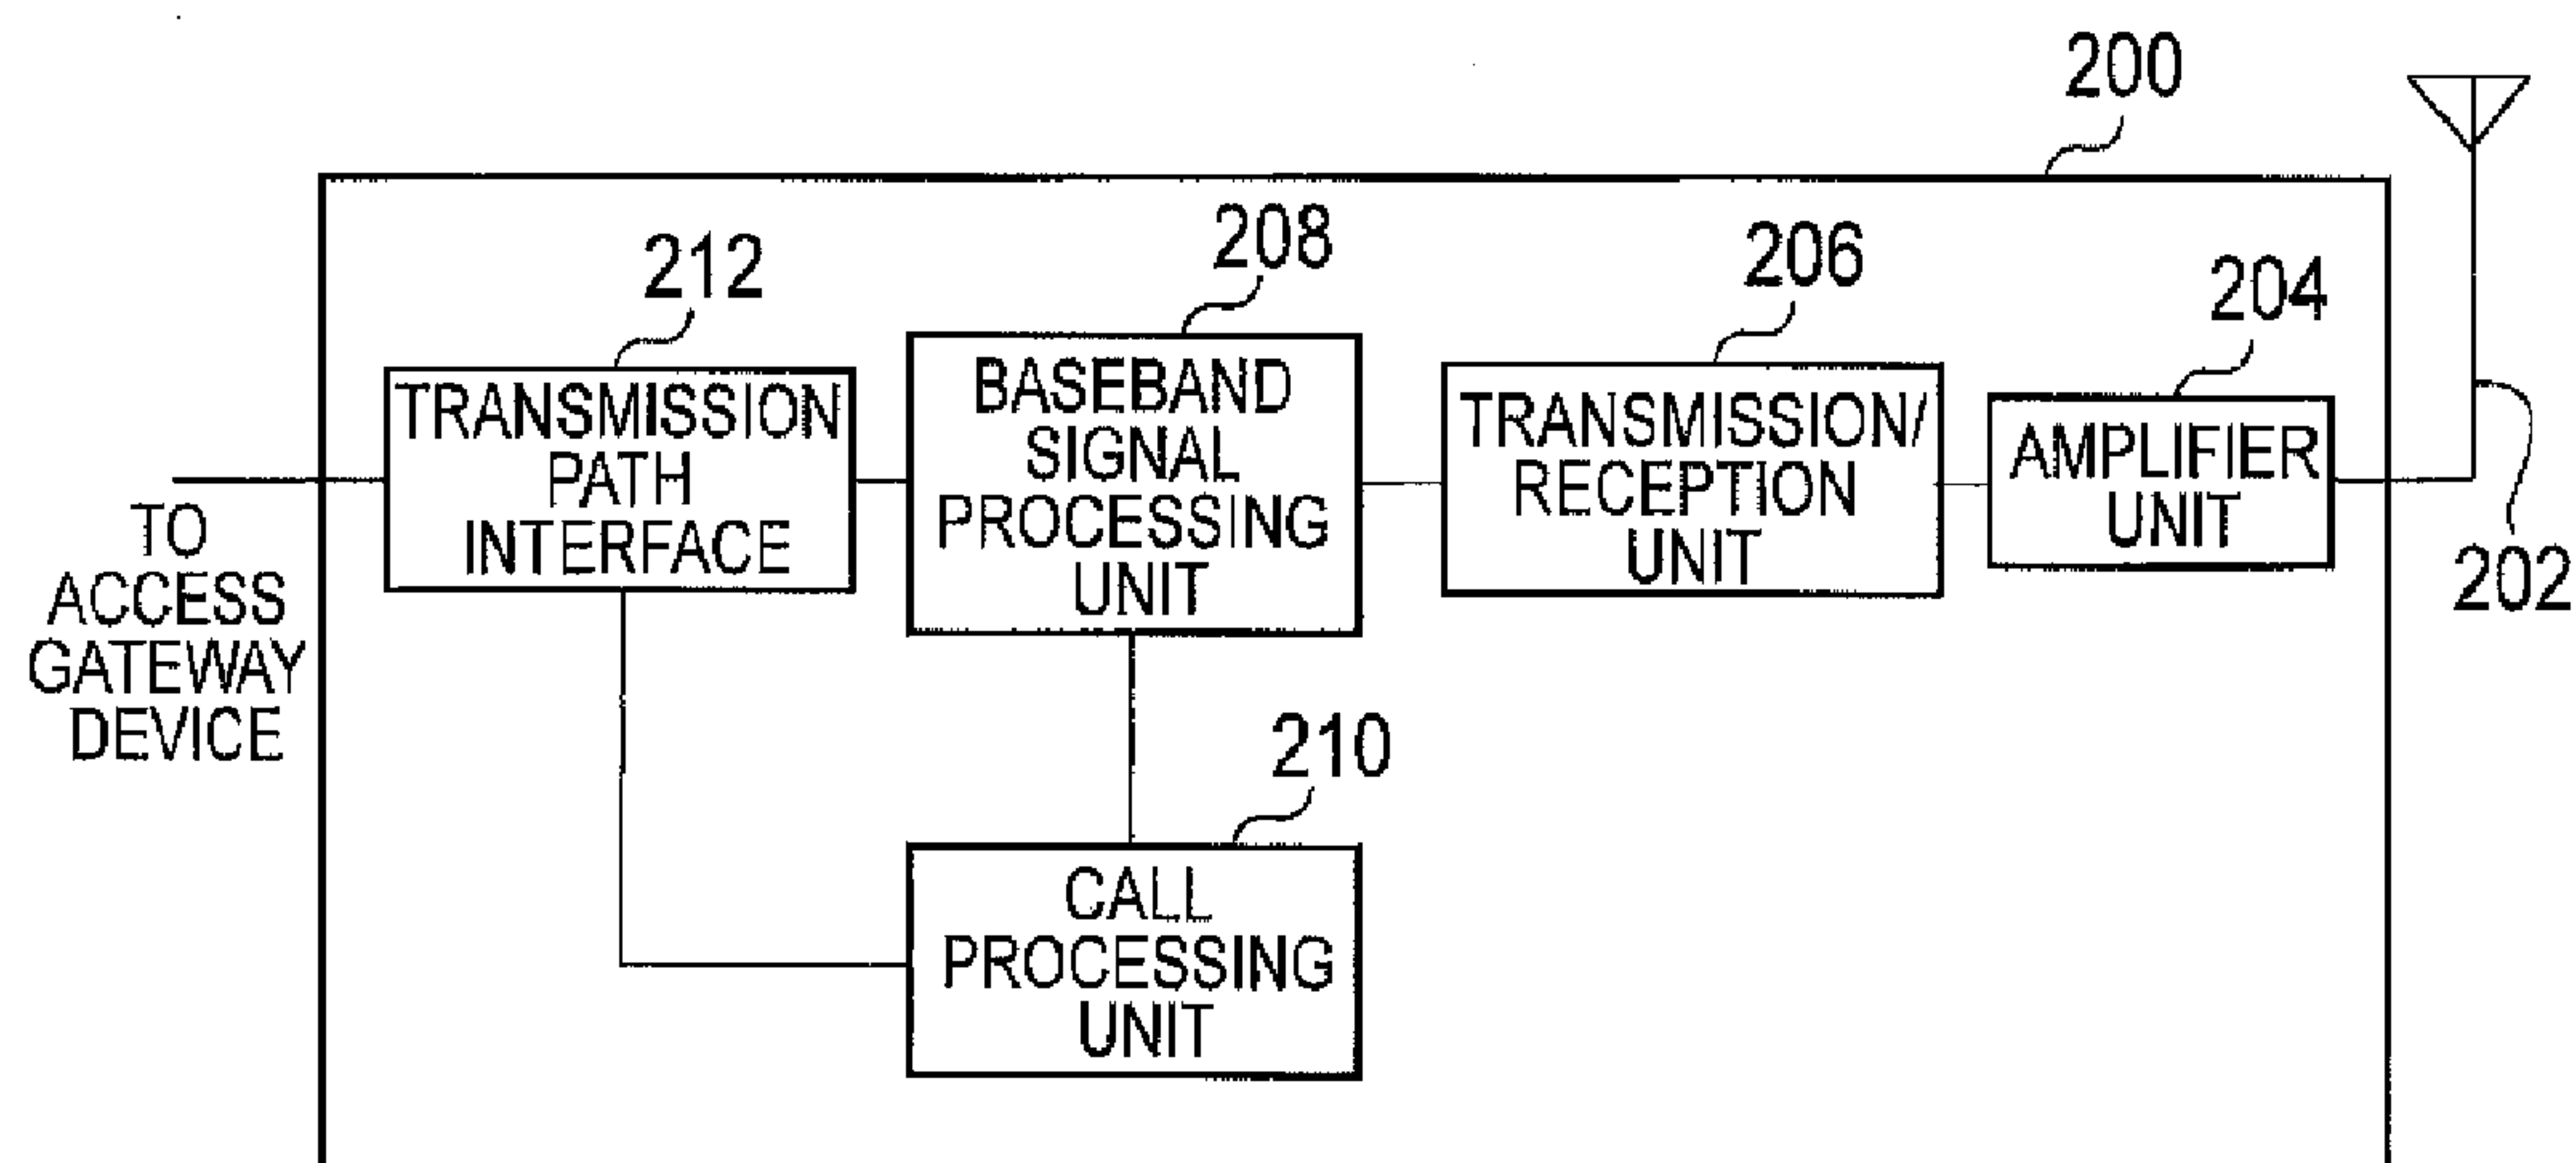 200
212
208
206
204
TRANSMISSION
PATH
INTERFACE
BASEBAND
SIGNAL
PROCESSING
UNIT
TRANSMISSION/
RECEPTION
UNIT
AMPLIFIER
UNIT
202
TO
ACCESS
GATEWAY
DEVICE
210
CALL
PROCESSING
UNIT